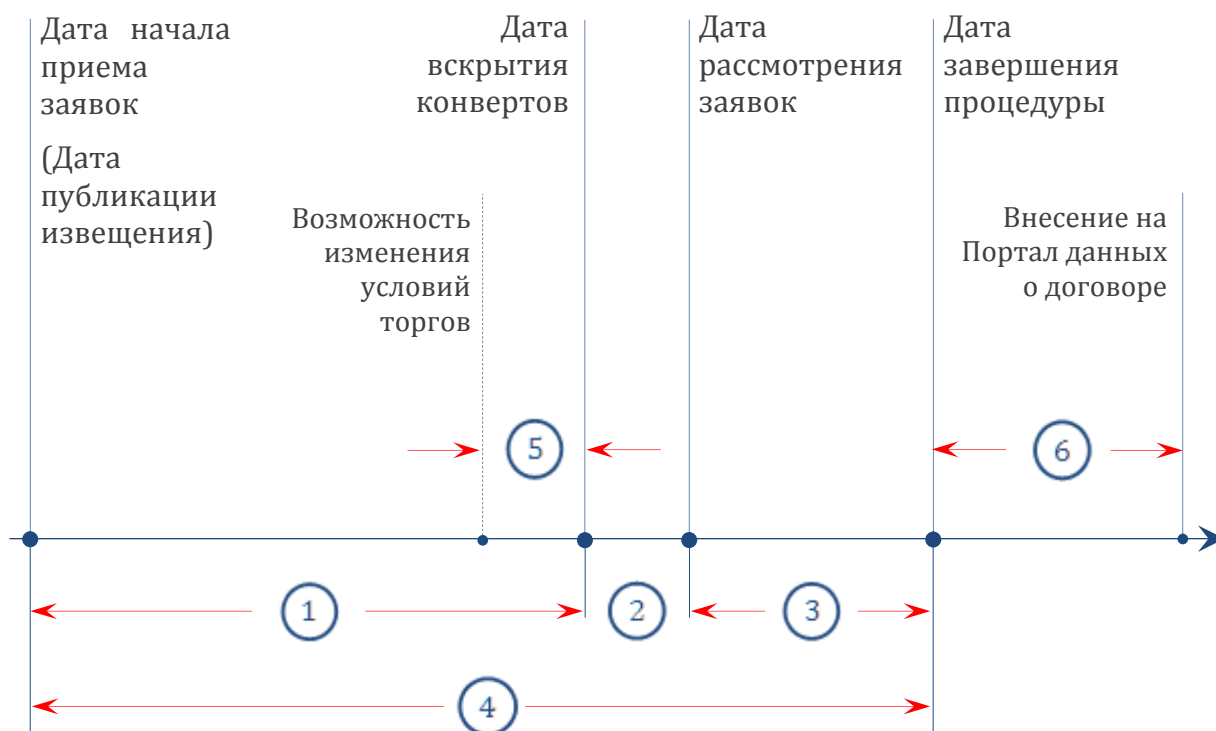 Дата начала
приема
заявок
(Дата
публикации
извещения)
Возможность
изменения
условий
торгов
Дата
вскрытия
конвертов
Дата
рассмотрения
заявок
Дата
завершения
процедуры
Внесение на
Портал данных
о договоре
5
6
1
2
3
4